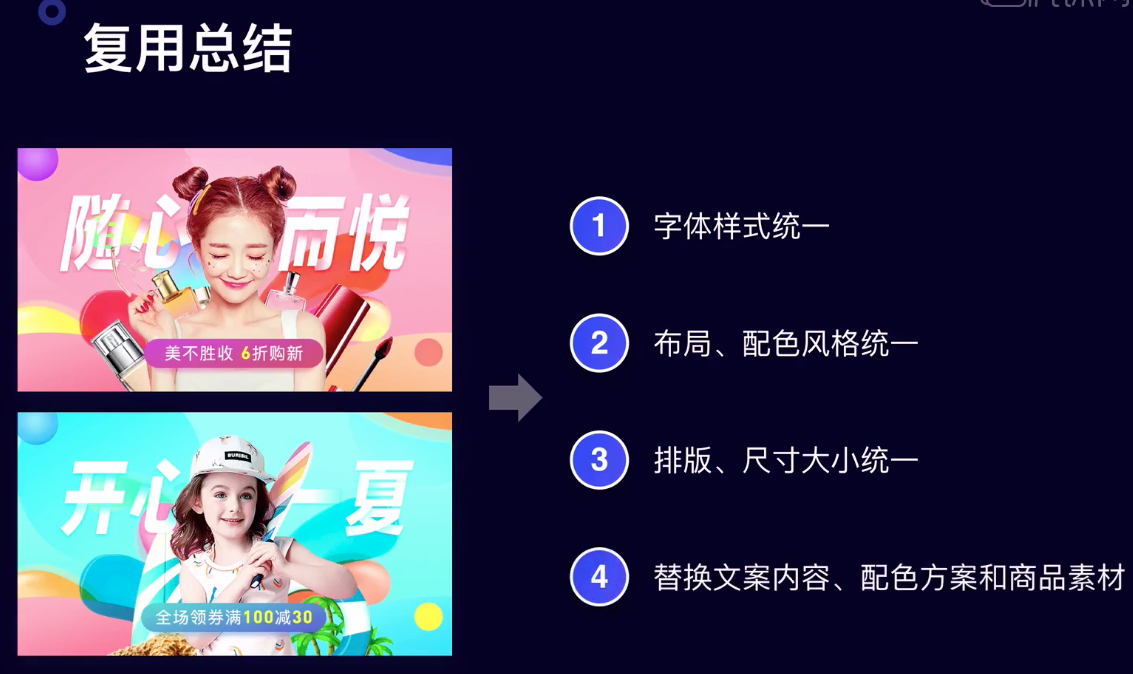 复用总结
随心而悦
美不胜收 6折购新
开心一夏
BURIBIL
全场领券满100减30
1 字体样式统一
2 布局、配色风格统一
3 排版、尺寸大小统一
4 替换文案内容、配色方案和商品素材